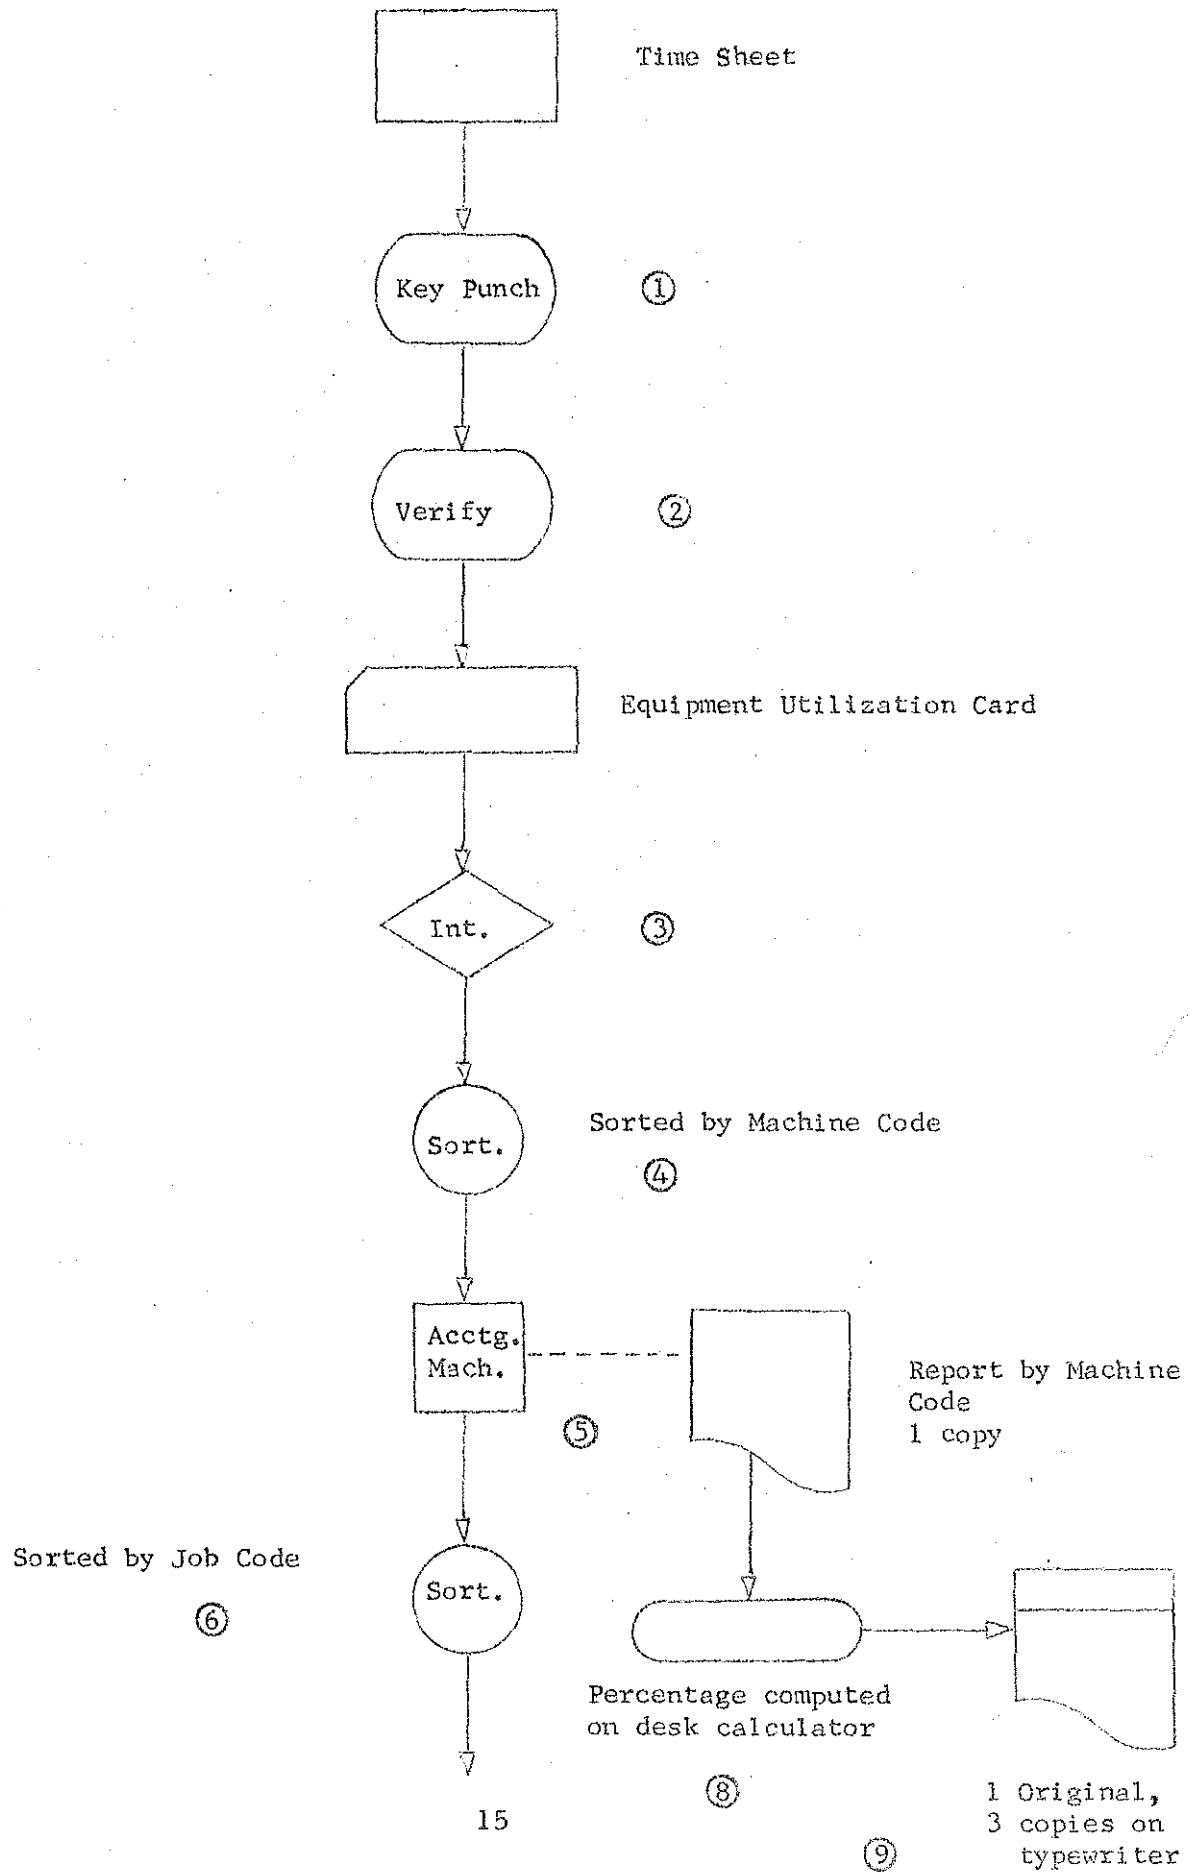 Time Sheet
Key Punch
①
Verify
②
Equipment Utilization Card
Int.
③
Sort.
Sorted by Machine Code
④
Acctg.
Mach.
⑤
Report by Machine
Code
1 copy
Sorted by Job Code
⑥
Sort.
Percentage computed
on desk calculator
⑧
1 Original,
3 copies on
typewriter
⑨
15